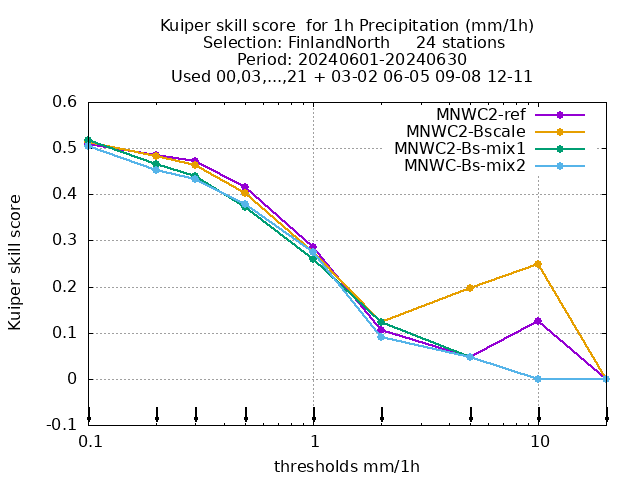 Kuiper skill score  for 1h Precipitation (mm/1h)
Selection: FinlandNorth     24 stations
Period: 20240601-20240630
Used 00,03,...,21 + 03-02 06-05 09-08 12-11
MNWC2-ref
MNWC2-Bscale
MNWC2-Bs-mix1
MNWC-Bs-mix2
Kuiper skill score
0.6
0.5
0.4
0.3
0.2
0.1
0
-0.1
0.1 1 10
thresholds mm/1h